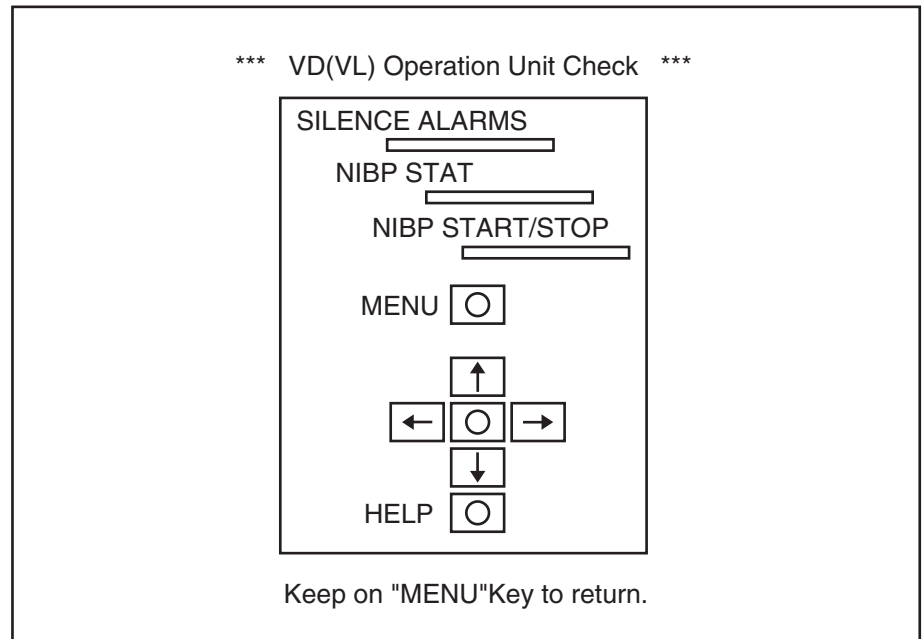 *** VD(VL) Operation Unit Check ***
SILENCE ALARMS
NIBP STAT
NIBP START/STOP
MENU
HELP
Keep on "MENU"Key to return.